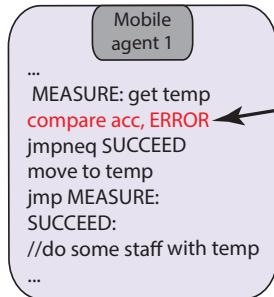 Mobile
agent 1
...
MEASURE: get temp
compare acc, ERROR
jmpneq SUCCEED
move to temp
jmp MEASURE:
SUCCEED:
//do some staff with temp
...